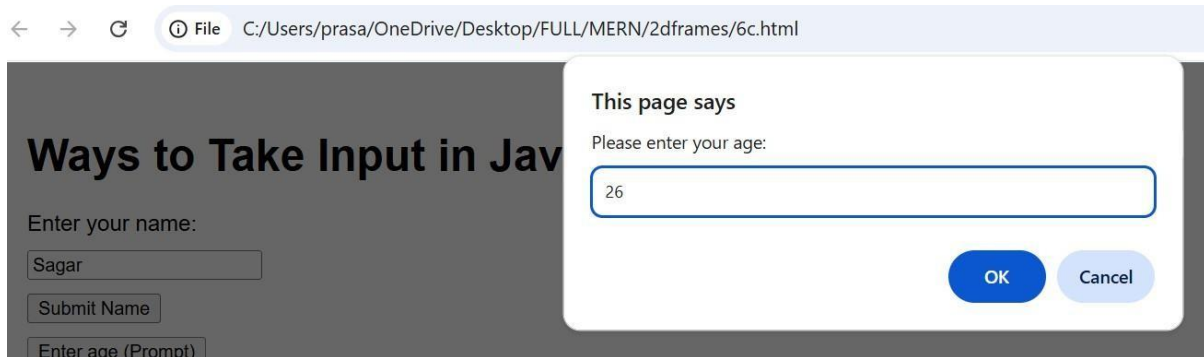 File C:/Users/prasa/OneDrive/Desktop/FULL/MERN/2dframes/6c.html
This page says
Please enter your age:
26
OK Cancel
Ways to Take Input in Jav
Enter your name:
Sagar
Submit Name
Enter age (Prompt)